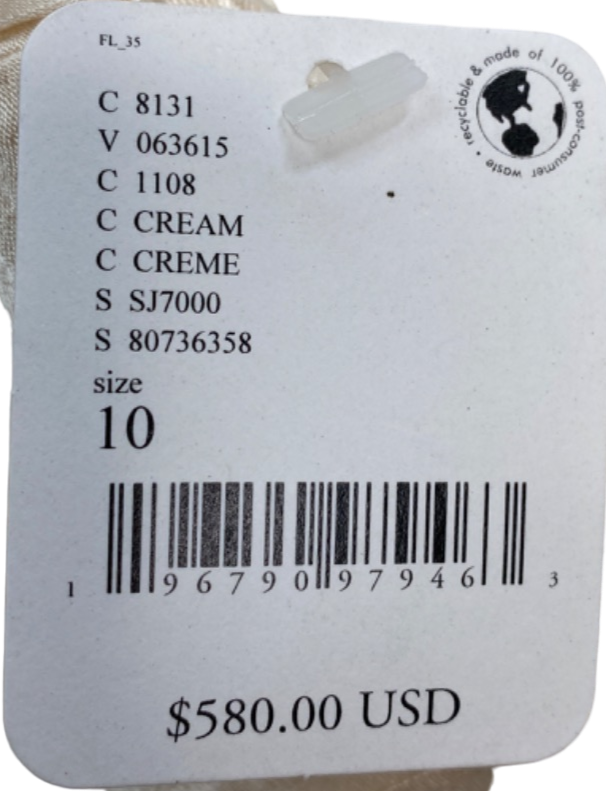 FL_35
recyclable & made of 100% post-consumer waste •
C 8131
V 063615
C 1108
C CREAM
C CREME
S SJ7000
S 80736358
size
10
1 96790 97946 3
$580.00 USD